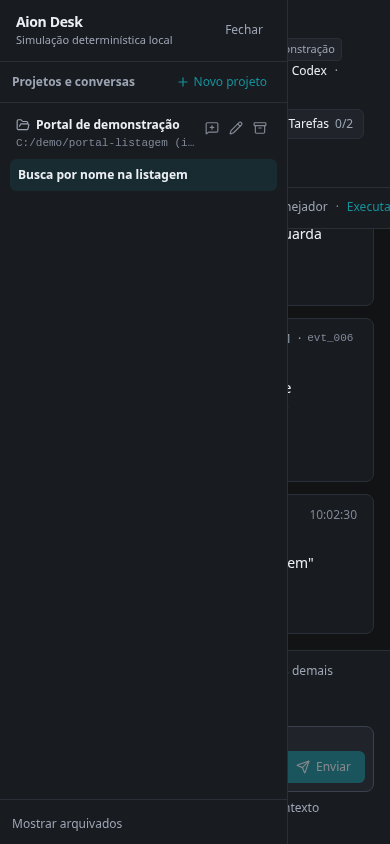 Aion Desk
Simulação determinística local
Fechar
Projetos e conversas
Novo projeto
Portal de demonstração
C:/demo/portal-listagem (i…
Busca por nome na listagem
Mostrar arquivados
onstração
Codex ·
Tarefas 0/2
nejador · Executa
uarda
· evt_006
e
10:02:30
em"
demais
Enviar
ntexto